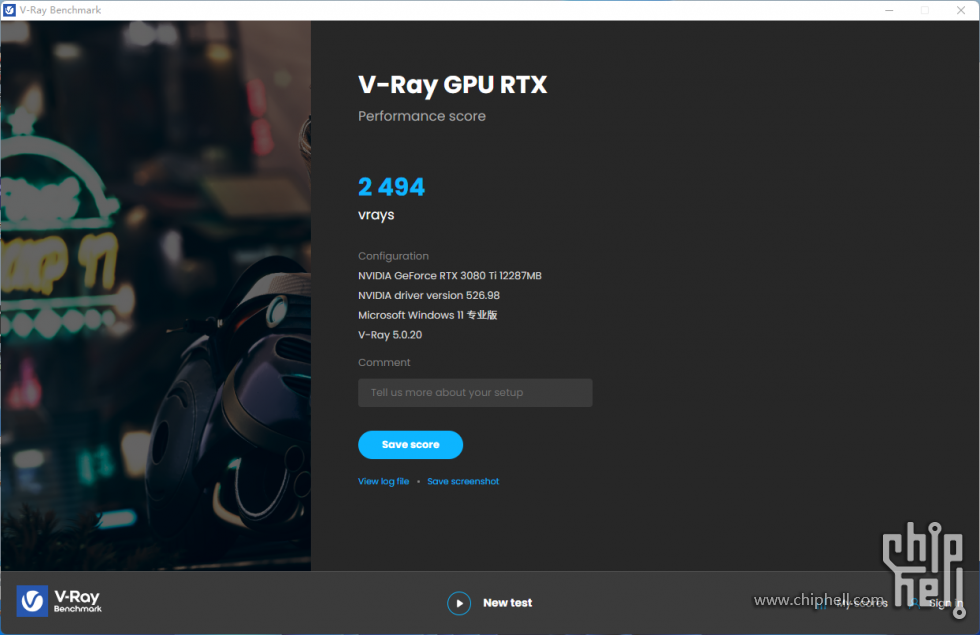 V-Ray Benchmark
V-Ray GPU RTX
Performance score
2 494
vrays
Configuration
NVIDIA GeForce RTX 3080 Ti 12287MB
NVIDIA driver version 526.98
Microsoft Windows 11 专业版
V-Ray 5.0.20
Comment
Tell us more about your setup
Save score
View log file • Save screenshot
V-Ray
Benchmark
New test
My scores
Sign in
www.chiphell.com
chip
hell